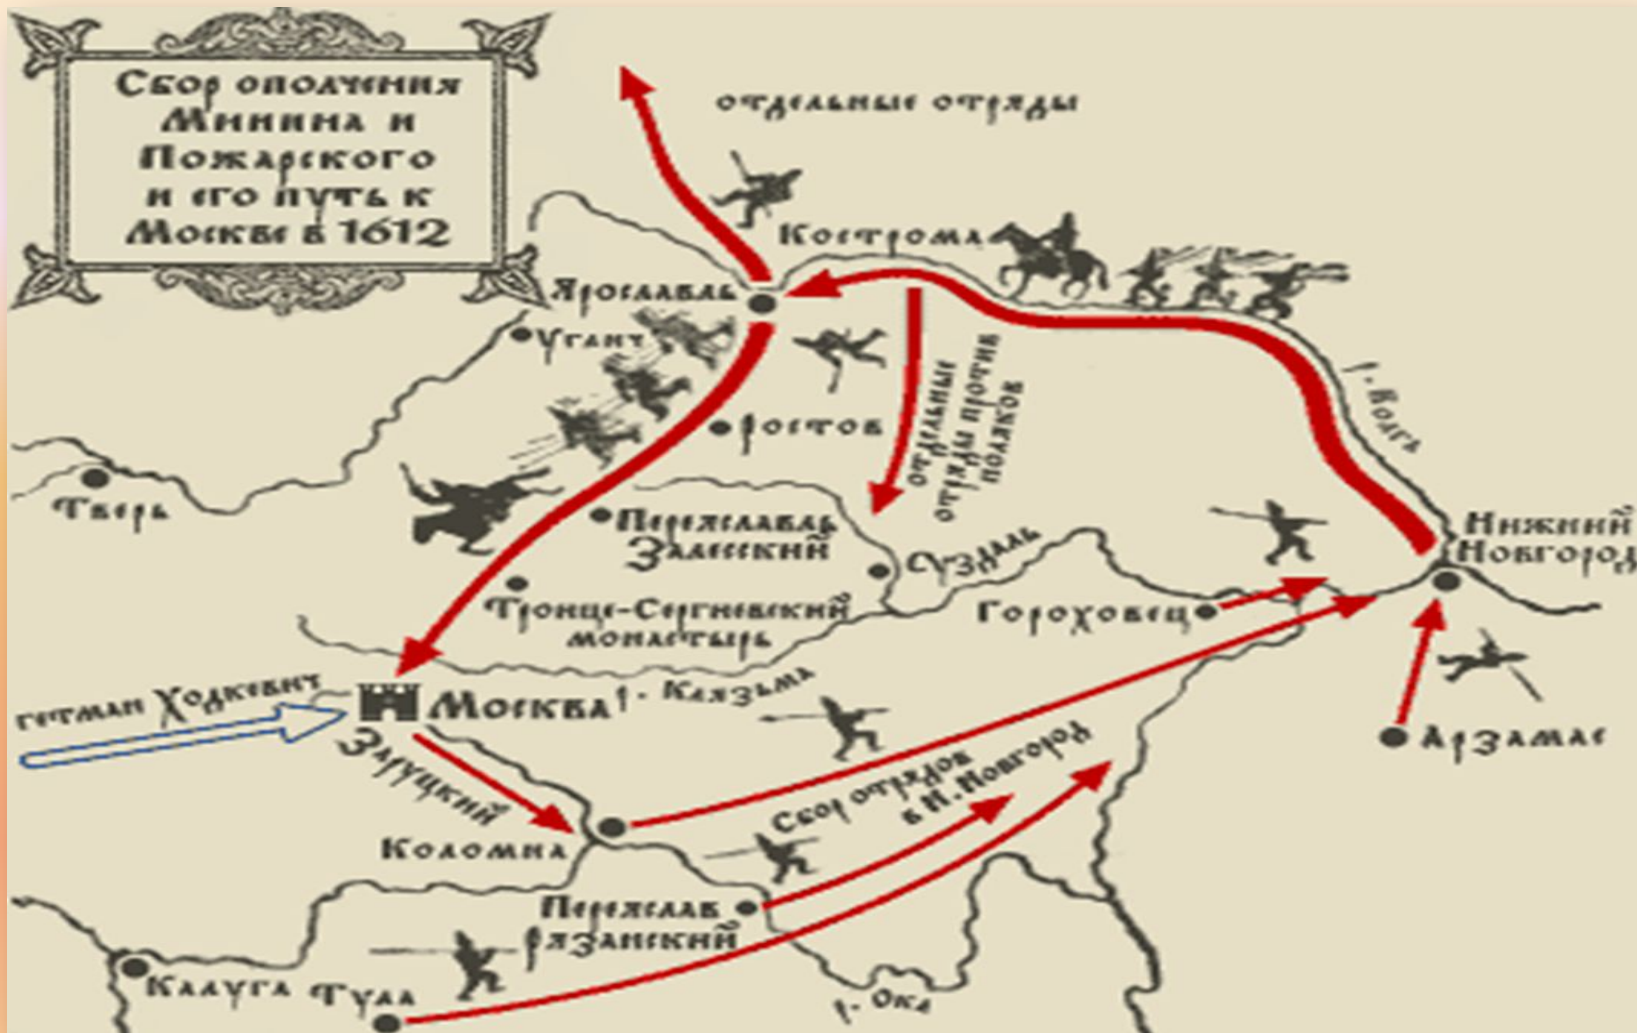 Сбор ополчения
Минина и
Пожарского
и его путь к
Москве в 1612
отдельные отряды
Кострома
Ярославль
Углич
р. Волга
Ростов
отдельные
отряды против
полков
Тверь
Переяславль
Залесский
Суздаль
Нижний
Новгород
Троице-Сергиевский
монастырь
Гороховец
гетман Ходкевич
Москва
р. Клязьма
Заруцкий
Арзамас
Сбор отрядов
в Н. Новгород
Коломна
Переяслав
Рязанский
Калуга
Тула
р. Ока